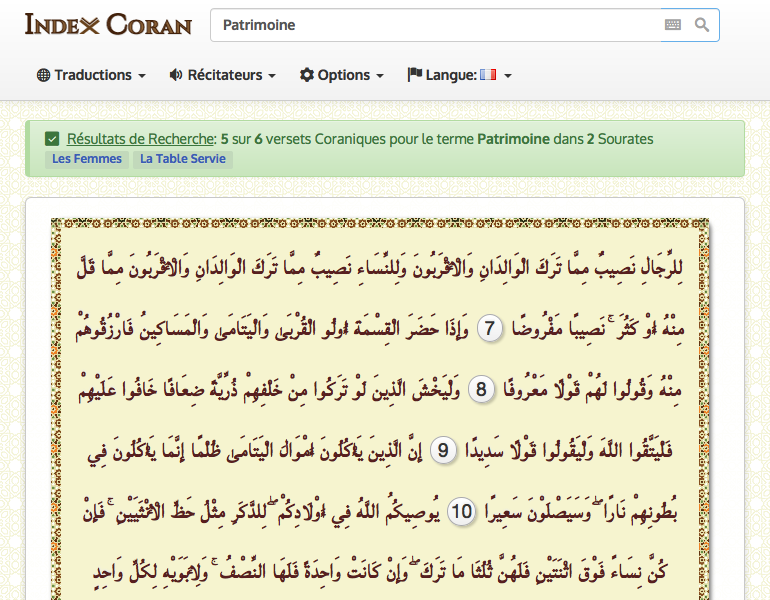 INDEX CORAN
Patrimoine
Traductions
Récitateurs
Options
Langue:
Résultats de Recherche: 5 sur 6 versets Coraniques pour le terme Patrimoine dans 2 Sourates
Les Femmes La Table Servie
لِلرِّجَالِ نَصِيبٌ مِمَّا تَرَكَ الْوَالِدَانِ وَالْأَقْرَبُونَ وَلِلنِّسَاءِ نَصِيبٌ مِمَّا تَرَكَ الْوَالِدَانِ وَالْأَقْرَبُونَ مِمَّا قَلَّ
مِنْهُ أَوْ كَثُرَ ۚ نَصِيبًا مَفْرُوضًا 7 وَإِذَا حَضَرَ الْقِسْمَةَ أُولُو الْقُرْبَى وَالْيَتَامَى وَالْمَسَاكِينُ فَارْزُقُوهُمْ
مِنْهُ وَقُولُوا لَهُمْ قَوْلًا مَعْرُوفًا 8 وَلْيَخْشَ الَّذِينَ لَوْ تَرَكُوا مِنْ خَلْفِهِمْ ذُرِّيَّةً ضِعَافًا خَافُوا عَلَيْهِمْ
فَلْيَتَّقُوا اللَّهَ وَلْيَقُولُوا قَوْلًا سَدِيدًا 9 إِنَّ الَّذِينَ يَأْكُلُونَ أَمْوَالَ الْيَتَامَى ظُلْمًا إِنَّمَا يَأْكُلُونَ فِي
بُطُونِهِمْ نَارًا ۖ وَسَيَصْلَوْنَ سَعِيرًا 10 يُوصِيكُمُ اللَّهُ فِي أَوْلَادِكُمْ ۖ لِلذَّكَرِ مِثْلُ حَظِّ الْأُنْثَيَيْنِ ۚ فَإِنْ
كُنَّ نِسَاءً فَوْقَ اثْنَتَيْنِ فَلَهُنَّ ثُلُثَا مَا تَرَكَ ۖ وَإِنْ كَانَتْ وَاحِدَةً فَلَهَا النِّصْفُ ۚ وَلِأَبَوَيْهِ لِكُلِّ وَاحِدٍ